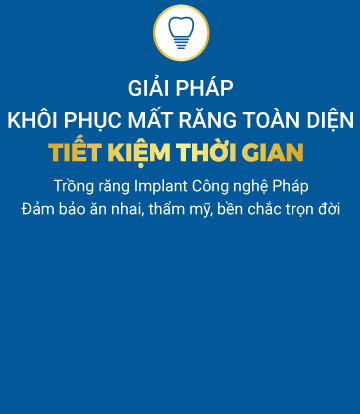 GIẢI PHÁP
KHÔI PHỤC MẤT RĂNG TOÀN DIỆN
TIẾT KIỆM THỜI GIAN
Trồng răng Implant Công nghệ Pháp
Đảm bảo ăn nhai, thẩm mỹ, bền chắc trọn đời